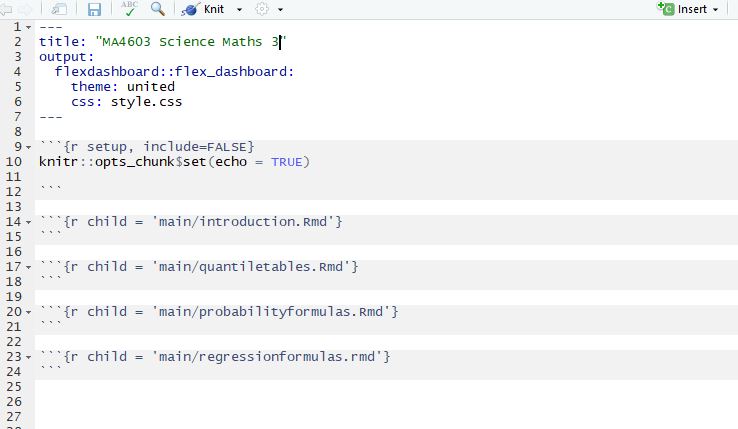 ABC
Knit
Insert
1 ---
2 title: "MA4603 Science Maths 3"
3 output:
4   flexdashboard::flex_dashboard:
5     theme: united
6     css: style.css
7 ---
8
9 ```{r setup, include=FALSE}
10 knitr::opts_chunk$set(echo = TRUE)
11
12 ```
13
14 ```{r child = 'main/introduction.Rmd'}
15 ```
16
17 ```{r child = 'main/quantiletables.Rmd'}
18 ```
19
20 ```{r child = 'main/probabilityformulas.Rmd'}
21 ```
22
23 ```{r child = 'main/regressionformulas.rmd'}
24 ```
25
26
27